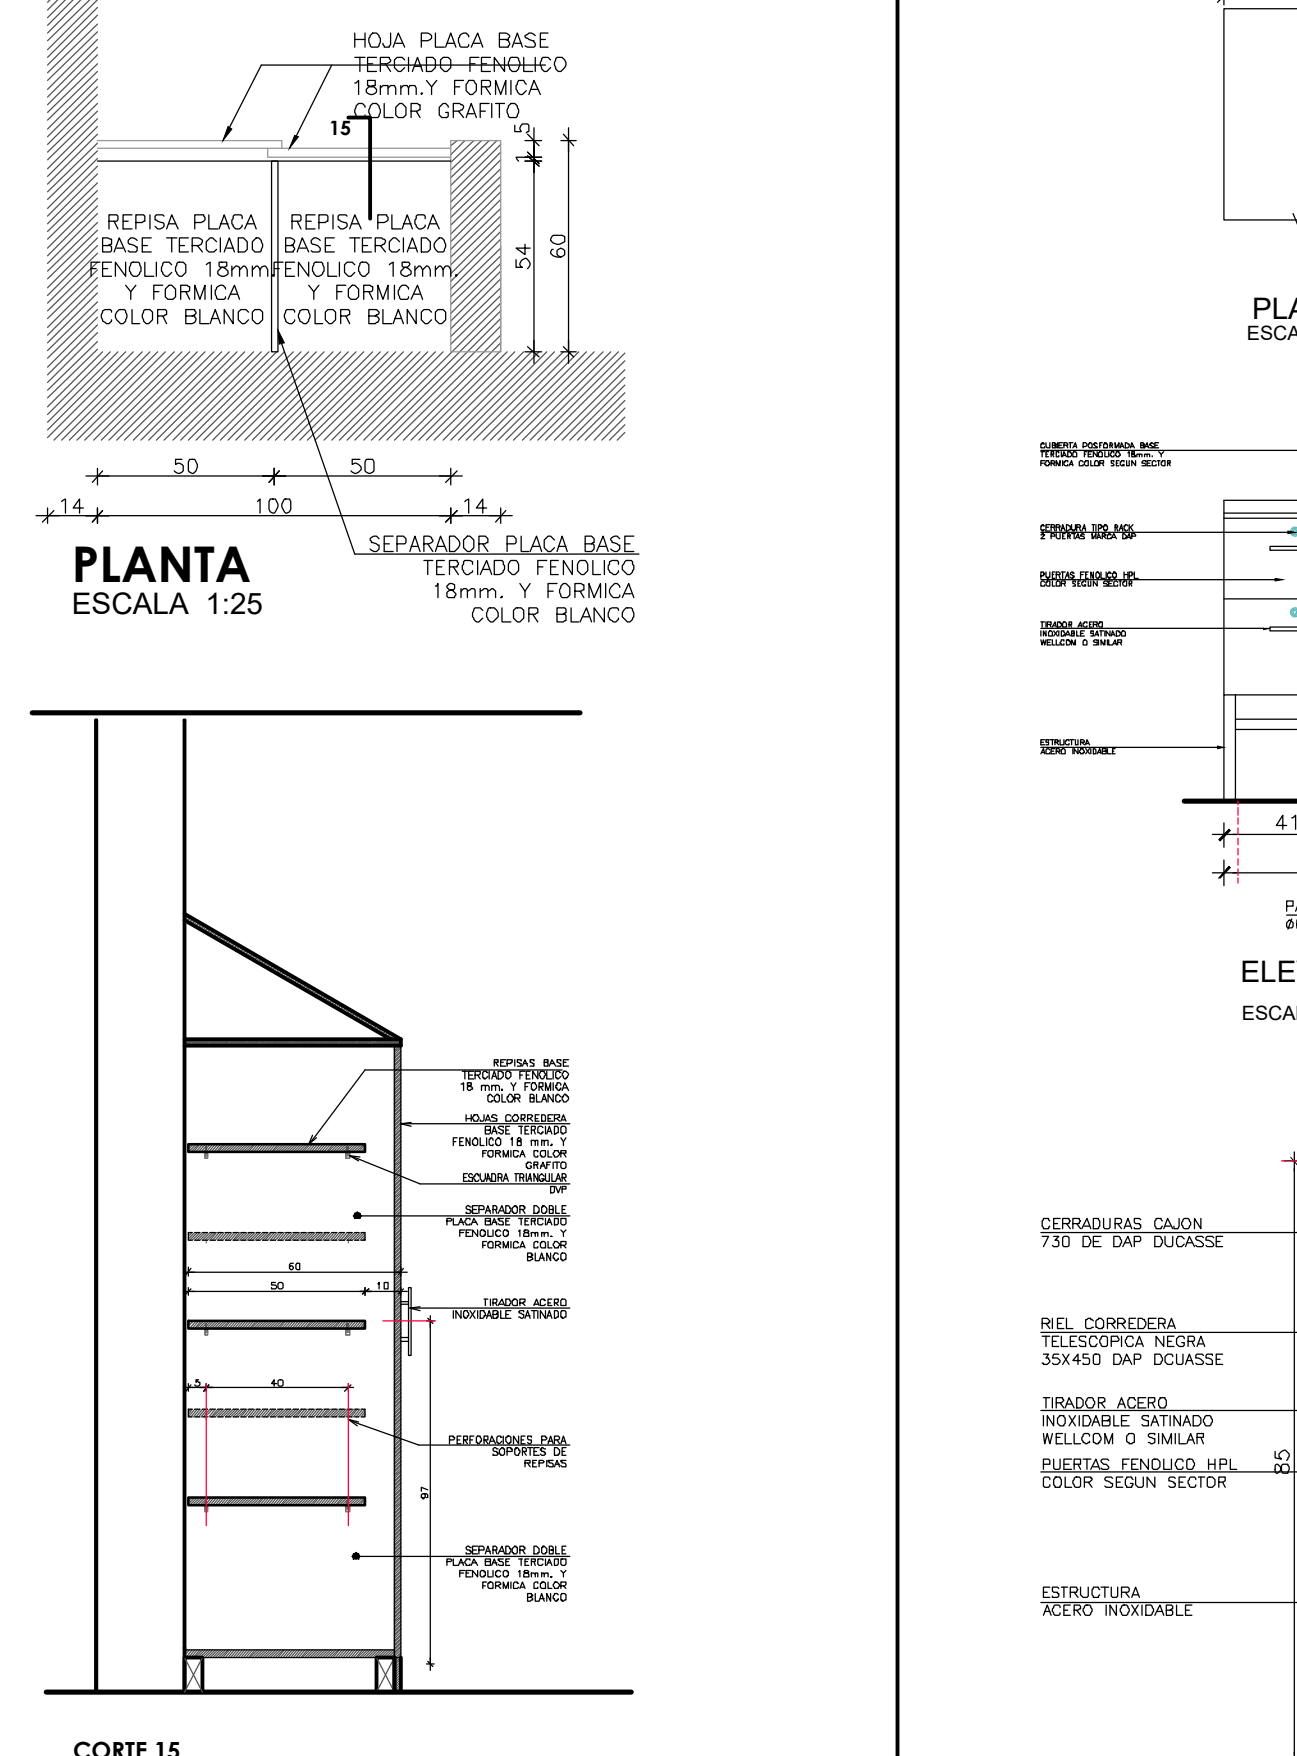 HOJA PLACA BASE
TERCIADO FENOLICO
18mm.Y FORMICA
COLOR GRAFITO
15
5
1
54
60
REPISA PLACA
BASE TERCIADO
FENOLICO 18mm.
Y FORMICA
COLOR BLANCO
REPISA PLACA
BASE TERCIADO
FENOLICO 18mm.
Y FORMICA
COLOR BLANCO
50
50
14
100
14
SEPARADOR PLACA BASE
TERCIADO FENOLICO
18mm. Y FORMICA
COLOR BLANCO
PLANTA
ESCALA 1:25
REPISAS BASE
TERCIADO FENOLICO
18 mm. Y FORMICA
COLOR BLANCO
HOJAS CORREDERA
BASE TERCIADO
FENOLICO 18 mm. Y
FORMICA COLOR
GRAFITO
ESCUADRA TRIANGULAR
DVP
SEPARADOR DOBLE
PLACA BASE TERCIADO
FENOLICO 18mm. Y
FORMICA COLOR
BLANCO
60
50
10
TIRADOR ACERO
INOXIDABLE SATINADO
5
40
PERFORACIONES PARA
SOPORTES DE
REPISAS
97
SEPARADOR DOBLE
PLACA BASE TERCIADO
FENOLICO 18mm. Y
FORMICA COLOR
BLANCO
CORTE 15
PLA
ESCA
CUBIERTA POSFORMADA BASE
TERCIADO FENOLICO 18mm. Y
FORMICA COLOR SEGUN SECTOR
CERRADURA TIPO RACK
2 PUERTAS MARCA DAP
PUERTAS FENOLICO HPL
COLOR SEGUN SECTOR
TIRADOR ACERO
INOXIDABLE SATINADO
WELLCOM O SIMILAR
ESTRUCTURA
ACERO INOXIDABLE
41
PA
ELE
ESCA
CERRADURAS CAJON
730 DE DAP DUCASSE
RIEL CORREDERA
TELESCOPICA NEGRA
35X450 DAP DCUASSE
TIRADOR ACERO
INOXIDABLE SATINADO
WELLCOM O SIMILAR
PUERTAS FENOLICO HPL
COLOR SEGUN SECTOR
85
ESTRUCTURA
ACERO INOXIDABLE